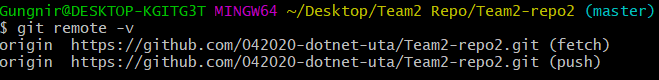 Gungnir@DESKTOP-KGITG3T MINGW64 ~/Desktop/Team2 Repo/Team2-repo2 (master)
$ git remote -v
origin  https://github.com/042020-dotnet-uta/Team2-repo2.git (fetch)
origin  https://github.com/042020-dotnet-uta/Team2-repo2.git (push)